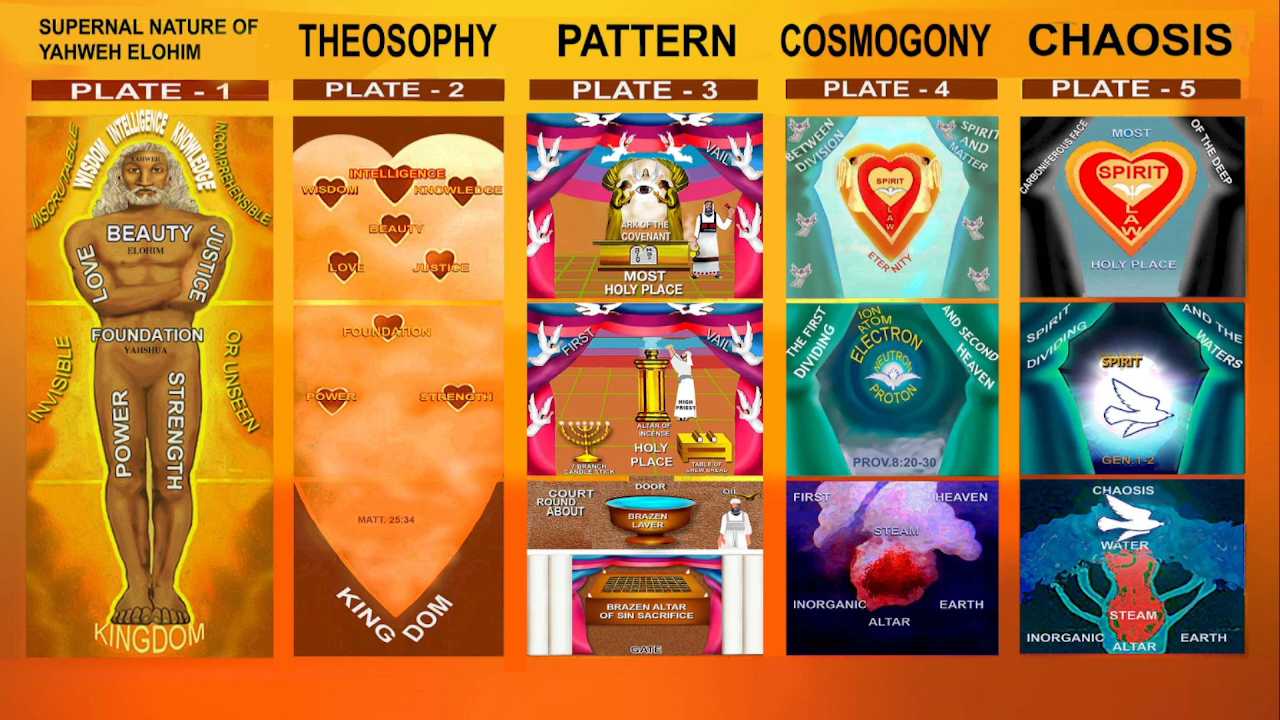 SUPERNAL NATURE OF
YAHWEH ELOHIM
THEOSOPHY
PATTERN
COSMOGONY
CHAOSIS
PLATE - 1
PLATE - 2
PLATE - 3
PLATE - 4
PLATE - 5
INSCRUTABLE
WISDOM INTELLIGENCE KNOWLEDGE
INCOMBREHENSIBLE
YAHWEH
LOVE
BEAUTY
ELOHIM
JUSTICE
FOUNDATION
YAHSHUA
INVISIBLE
OR UNSEEN
POWER
STRENGTH
KINGDOM
INTELLIGENCE
WISDOM
KNOWLEDGE
BEAUTY
LOVE
JUSTICE
FOUNDATION
POWER
STRENGTH
MATT. 25:34
KING DOM
VAIL
ARK OF THE
COVENANT
MOST
HOLY PLACE
FIRST
VAIL
HIGH
PRIEST
ALTAR OF
INCENSE
HOLY
PLACE
7 BRANCH
CANDLE STICK
TABLE OF
SHEW BREAD
DOOR
COURT
ROUND
ABOUT
OIL
BRAZEN
LAVER
BRAZEN ALTAR
OF SIN SACRIFICE
GATE
BETWEEN
DIVISION
SPIRIT
AND
MATTER
SPIRIT
LAW
ETERNITY
THE FIRST
DIVIDING
AND SECOND
HEAVEN
ION
ATOM
ELECTRON
NEUTRON
PROTON
PROV.8:20-30
FIRST
HEAVEN
STEAM
INORGANIC
EARTH
ALTAR
CARBONIFEROUS FACE
MOST
OF THE DEEP
SPIRIT
LAW
HOLY PLACE
SPIRIT
DIVIDING
AND THE
WATERS
SPIRIT
GEN.1-2
CHAOSIS
WATER
STEAM
INORGANIC
EARTH
ALTAR